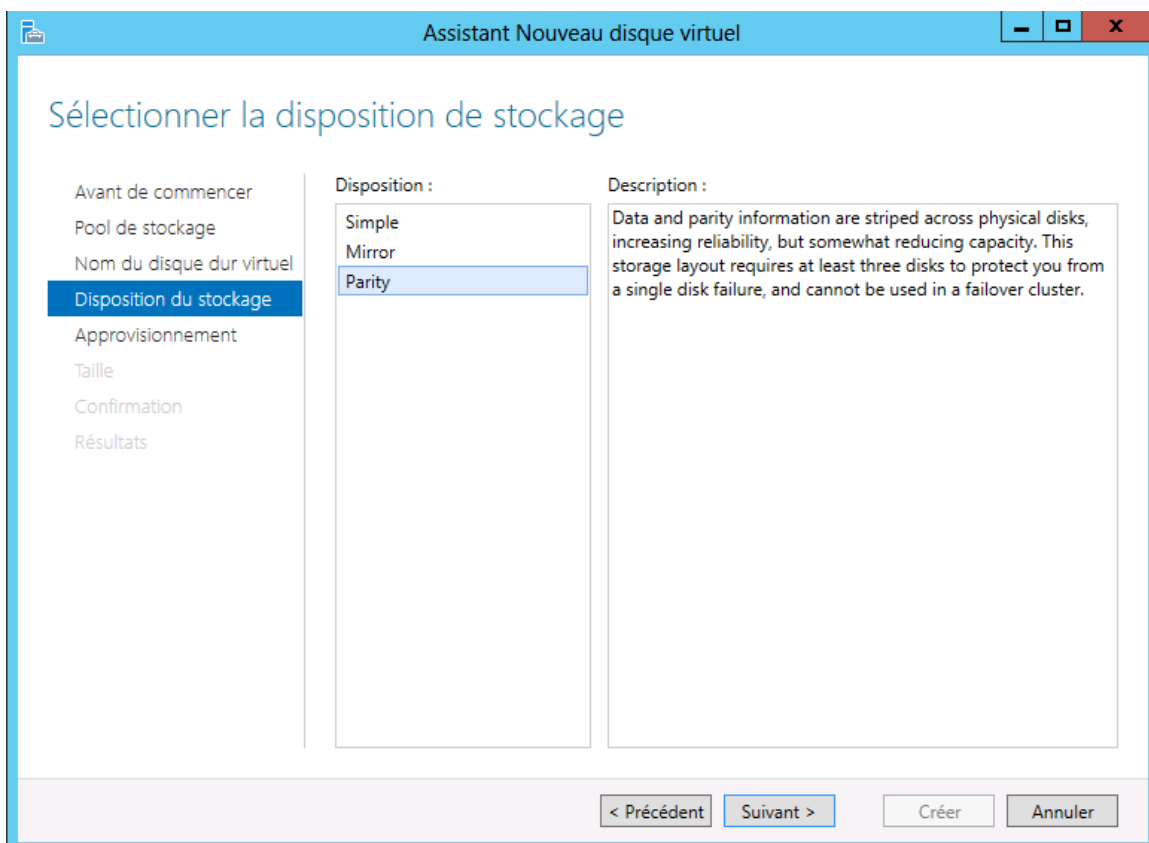 Assistant Nouveau disque virtuel
Sélectionner la disposition de stockage
Avant de commencer
Pool de stockage
Nom du disque dur virtuel
Disposition du stockage
Approvisionnement
Taille
Confirmation
Résultats
Disposition :
Simple
Mirror
Parity
Description :
Data and parity information are striped across physical disks,
increasing reliability, but somewhat reducing capacity. This
storage layout requires at least three disks to protect you from
a single disk failure, and cannot be used in a failover cluster.
< Précédent
Suivant >
Créer
Annuler